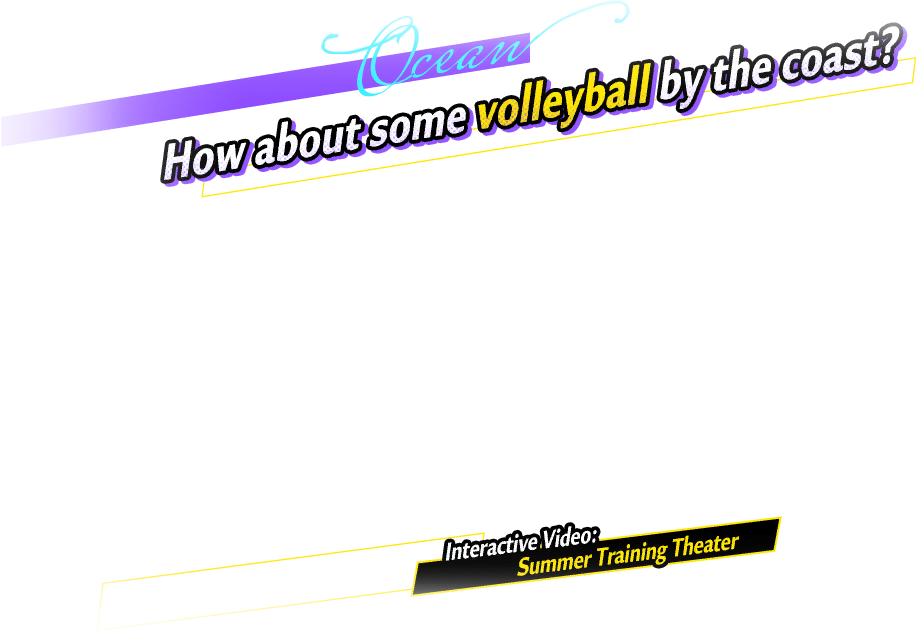 Ocean
How about some volleyball by the coast?
Interactive Video:
Summer Training Theater